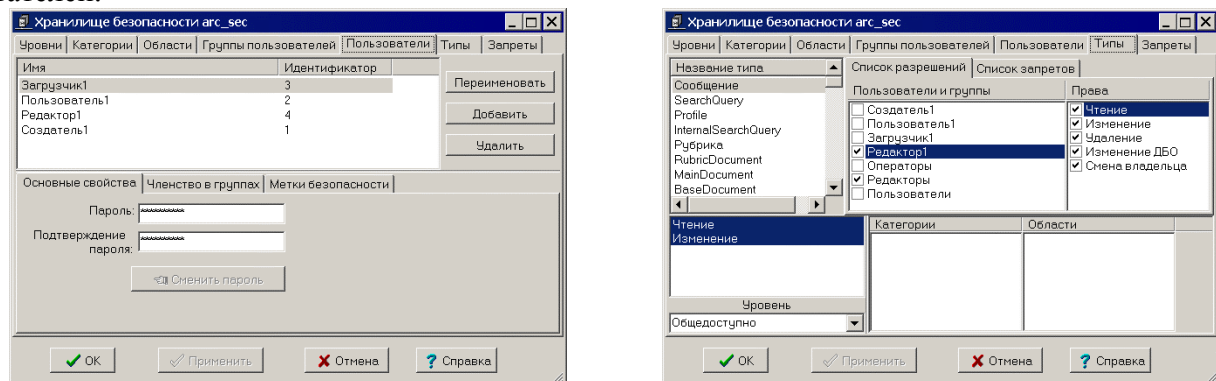 Хранилище безопасности arc_sec
Уровни Категории Области Группы пользователей Пользователи Типы Запреты
Имя Идентификатор
Загрузчик1 3
Пользователь1 2
Редактор1 4
Создатель1 1
Переименовать
Добавить
Удалить
Основные свойства Членство в группах Метки безопасности
Пароль: **********
Подтверждение
пароля: **********
Сменить пароль
OK Применить Отмена ? Справка
Хранилище безопасности arc_sec
Уровни Категории Области Группы пользователей Пользователи Типы Запреты
Название типа
Сообщение
SearchQuery
Profile
InternalSearchQuery
Рубрика
RubricDocument
MainDocument
BaseDocument
Список разрешений Список запретов
Пользователи и группы
Создатель1
Пользователь1
Загрузчик1
Редактор1
Операторы
Редакторы
Пользователи
Права
Чтение
Изменение
Удаление
Изменение ДБО
Смена владельца
Чтение
Изменение
Уровень
Общедоступно
Категории Области
OK Применить Отмена ? Справка